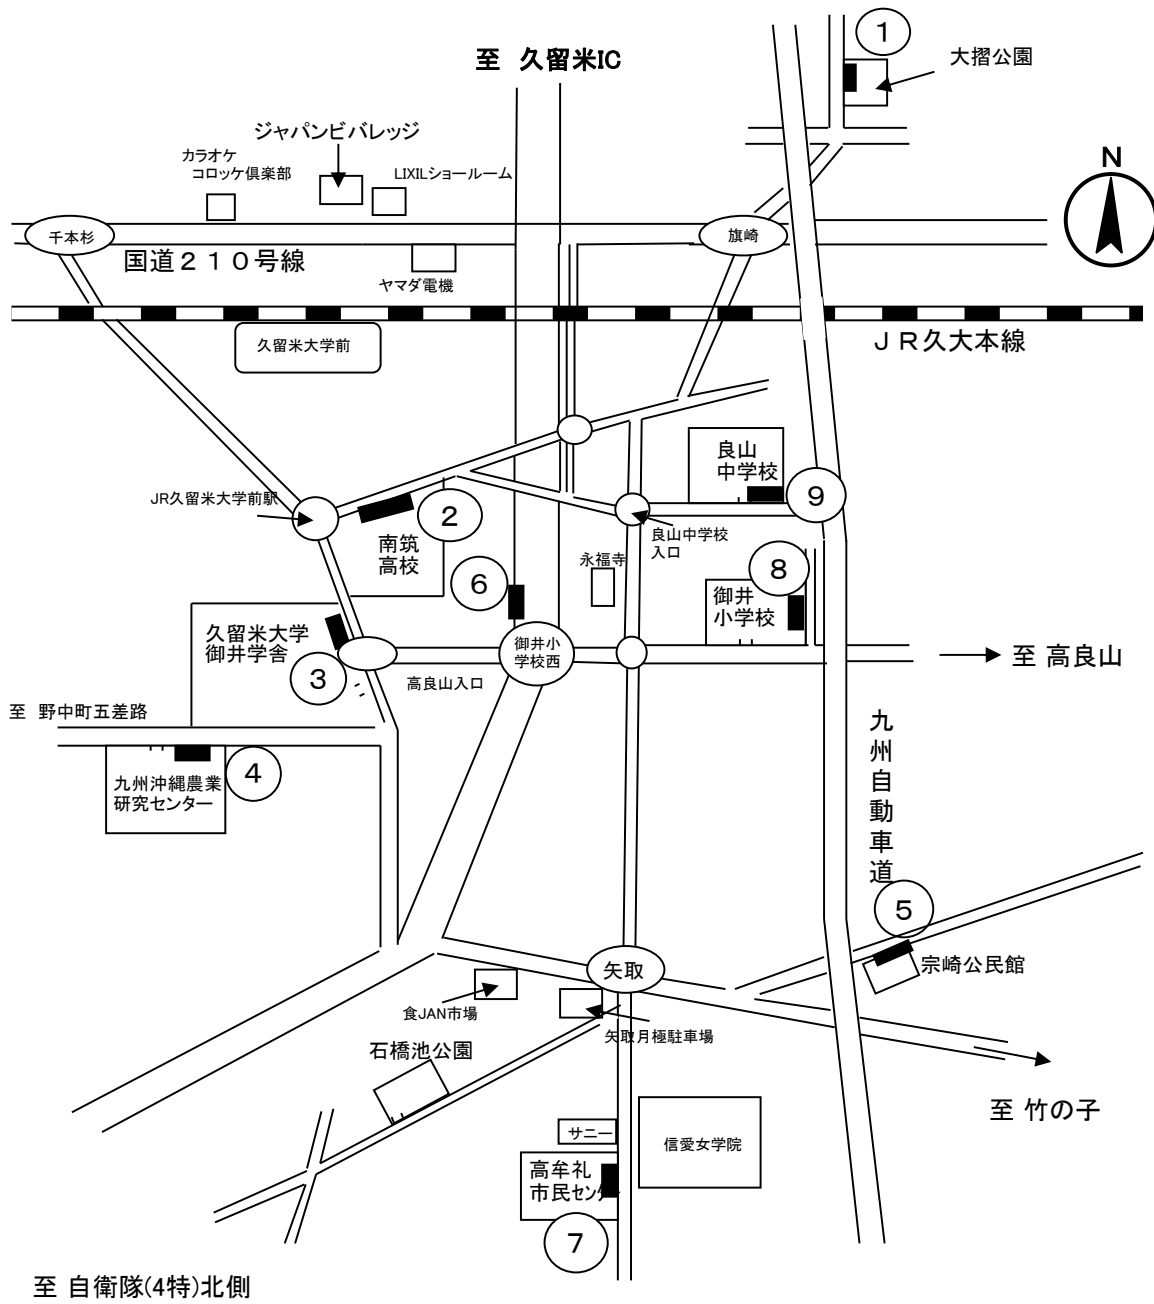 １
大摺公園
至 久留米IC
ジャパンビバレッジ
カラオケ
コロッケ倶楽部
LIXILショールーム
N
千本杉
旗崎
国道２１０号線
ヤマダ電機
久留米大学前
ＪＲ久大本線
良山
中学校
９
JR久留米大学前駅
２
南筑
高校
良山中学校
入口
永福寺
６
８
御井
小学校
久留米大学
御井学舎
御井小
学校西
３
高良山入口
至 高良山
至 野中町五差路
九州自動車道
４
九州沖縄農業
研究センター
５
宗崎公民館
矢取
食JAN市場
矢取月極駐車場
石橋池公園
至 竹の子
サニー
信愛女学院
高牟礼
市民センタ
７
至 自衛隊(4特)北側